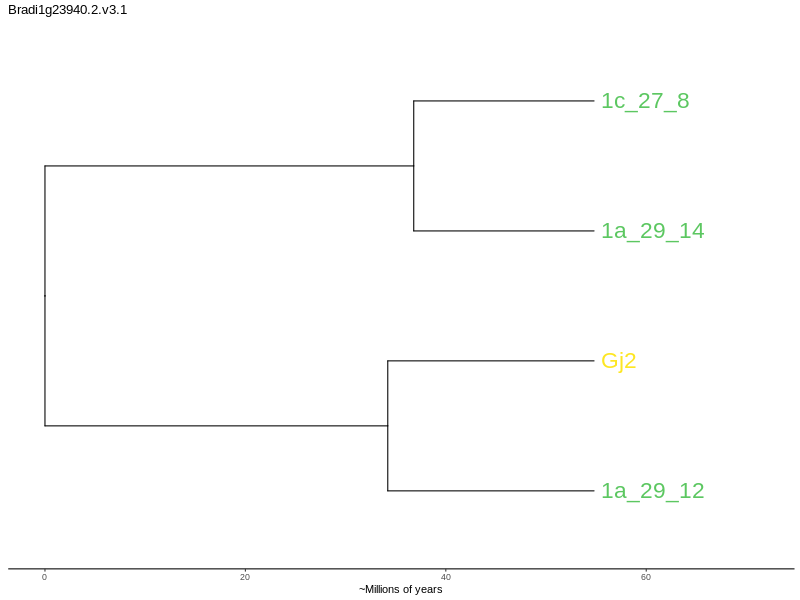 Bradi1g23940.2.v3.1
1c_27_8
1a_29_14
Gj2
1a_29_12
0 20 40 60
~Millions of years